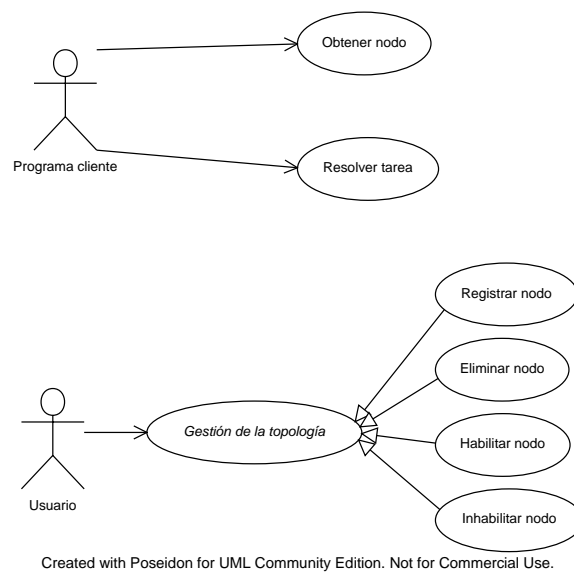 Obtener nodo
Programa cliente
Resolver tarea
Registrar nodo
Eliminar nodo
Gestión de la topología
Habilitar nodo
Usuario
Inhabilitar nodo
Created with Poseidon for UML Community Edition. Not for Commercial Use.